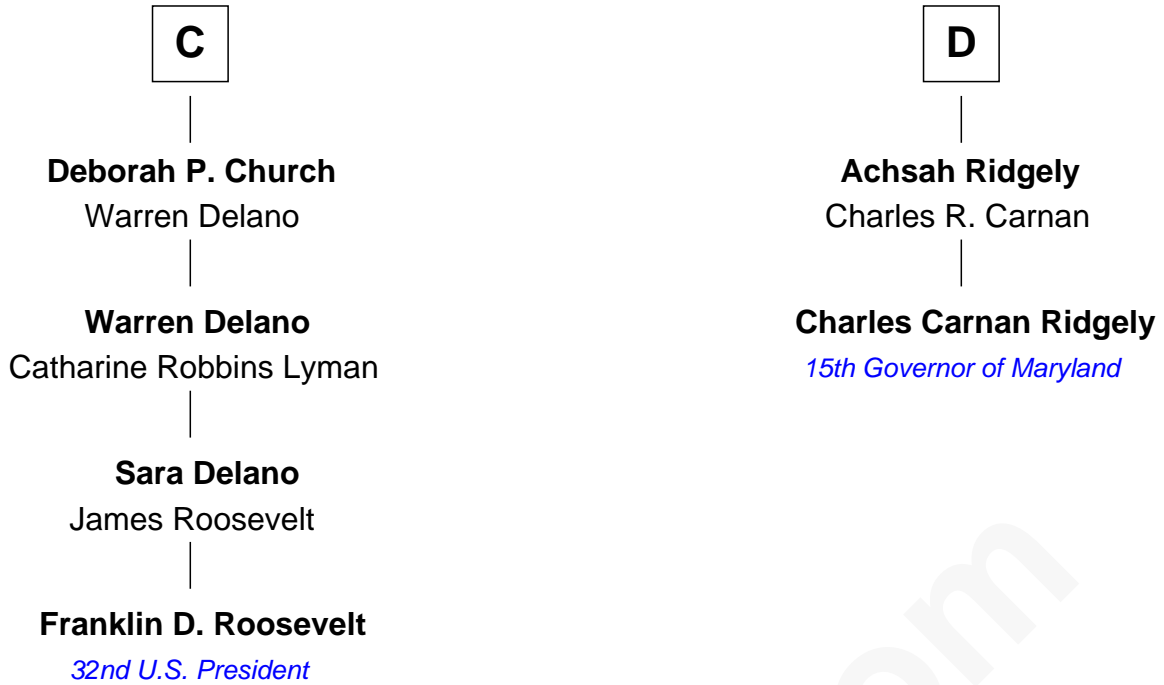 C
Deborah P. Church
Warren Delano
Warren Delano
Catharine Robbins Lyman
Sara Delano
James Roosevelt
Franklin D. Roosevelt
32nd U.S. President
D
Achsah Ridgely
Charles R. Carnan
Charles Carnan Ridgely
15th Governor of Maryland
om